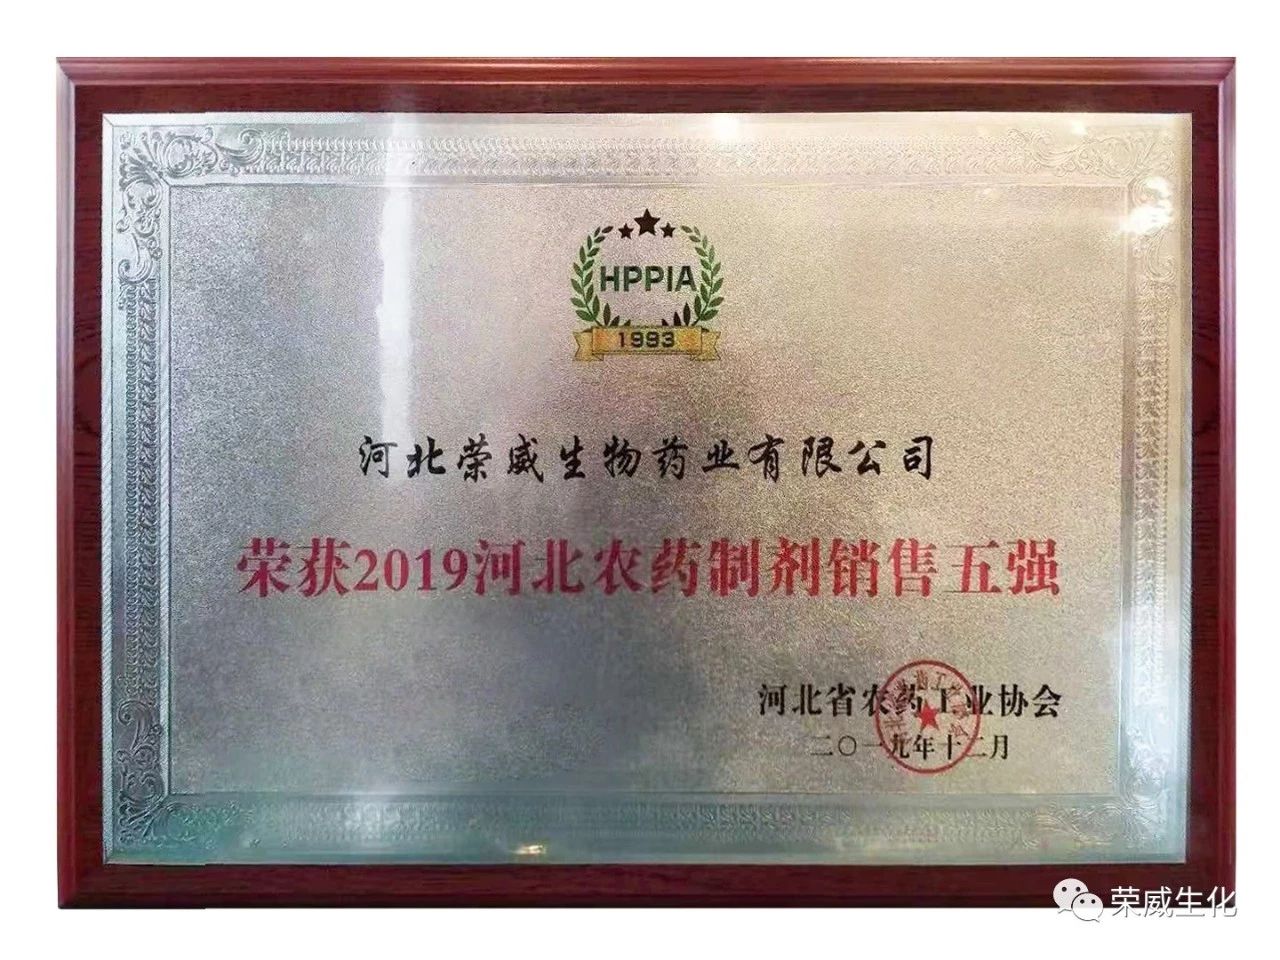 HPPIA
1993
河北荣威生物药业有限公司
荣获2019河北农药制剂销售五强
河北省农药工业协会
二〇一九年十二月
荣威生化